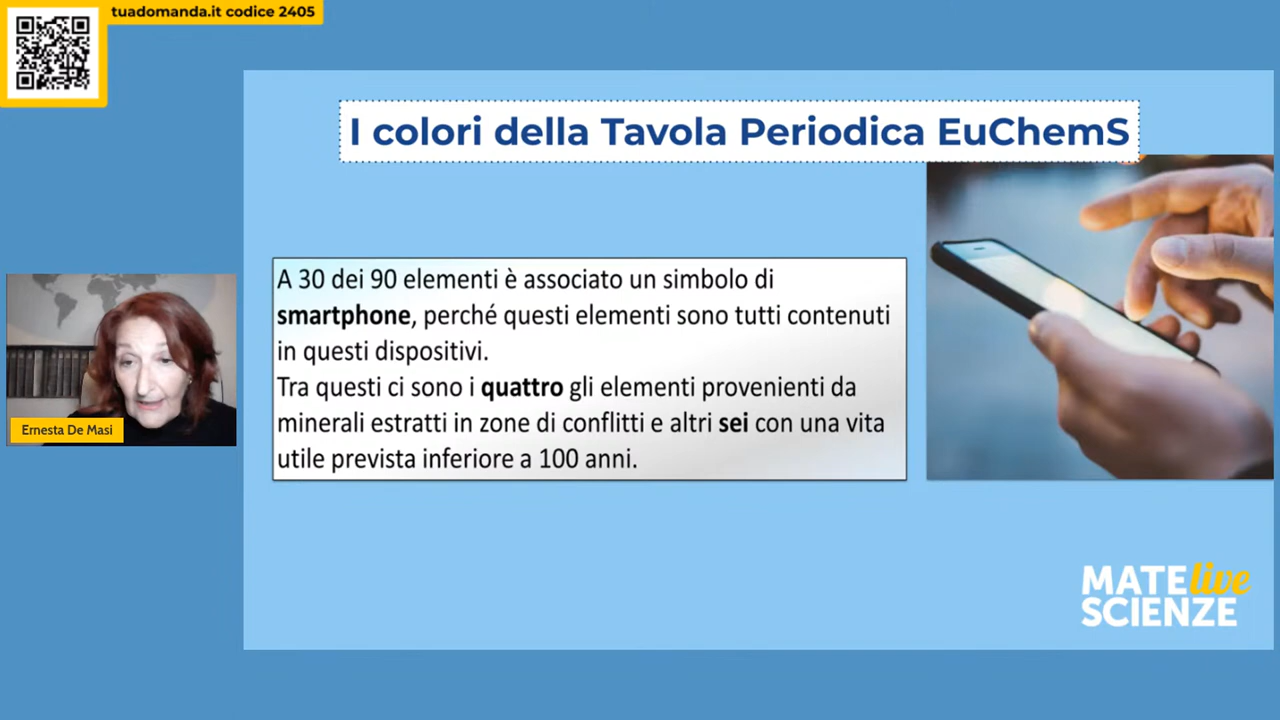 tuadomanda.it codice 2405
I colori della Tavola Periodica EuChemS
A 30 dei 90 elementi è associato un simbolo di
smartphone, perché questi elementi sono tutti contenuti
in questi dispositivi.
Tra questi ci sono i quattro gli elementi provenienti da
minerali estratti in zone di conflitti e altri sei con una vita
utile prevista inferiore a 100 anni.
Ernesta De Masi
MATE live
SCIENZE